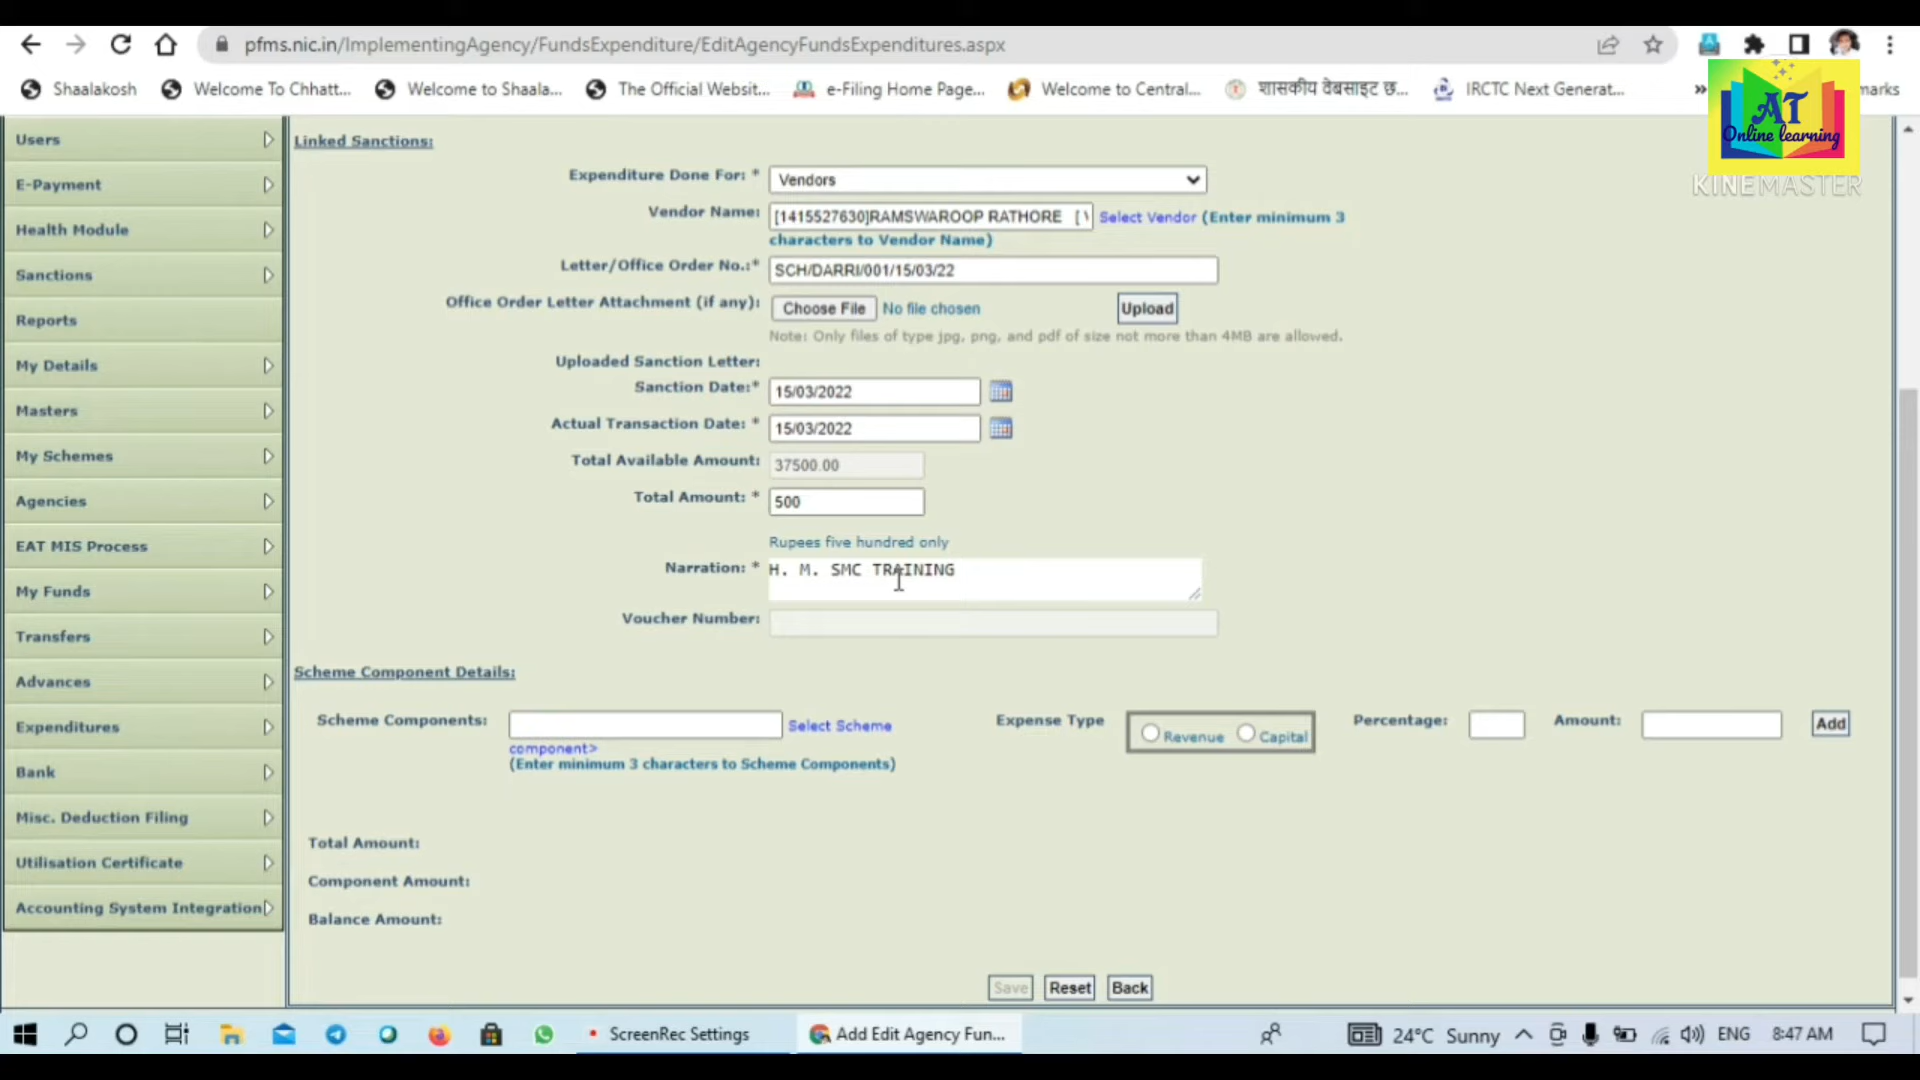 pfms.nic.in/ImplementingAgency/FundsExpenditure/EditAgencyFundsExpenditures.aspx
Shaalakosh Welcome To Chhatt... Welcome to Shaala... The Official Websit... e-Filing Home Page... Welcome to Central... शासकीय वेबसाइट छ... IRCTC Next Generat... » marks
AT
Online learning
KINEMASTER
Users
E-Payment
Health Module
Sanctions
Reports
My Details
Masters
My Schemes
Agencies
EAT MIS Process
My Funds
Transfers
Advances
Expenditures
Bank
Misc. Deduction Filing
Utilisation Certificate
Accounting System Integration
Linked Sanctions:
Expenditure Done For: * Vendors
Vendor Name: [1415527630]RAMSWAROOP RATHORE [ Select Vendor (Enter minimum 3
characters to Vendor Name)
Letter/Office Order No.:* SCH/DARRI/001/15/03/22
Office Order Letter Attachment (if any): Choose File No file chosen Upload
Note: Only files of type jpg, png, and pdf of size not more than 4MB are allowed.
Uploaded Sanction Letter:
Sanction Date:* 15/03/2022
Actual Transaction Date: * 15/03/2022
Total Available Amount: 37500.00
Total Amount: * 500
Rupees five hundred only
Narration: * H. M. SMC TRAINING
Voucher Number:
Scheme Component Details:
Scheme Components: Select Scheme Expense Type Revenue Capital Percentage: Amount: Add
component>
(Enter minimum 3 characters to Scheme Components)
Total Amount:
Component Amount:
Balance Amount:
Save Reset Back
ScreenRec Settings Add Edit Agency Fun... 24°C Sunny ENG 8:47 AM